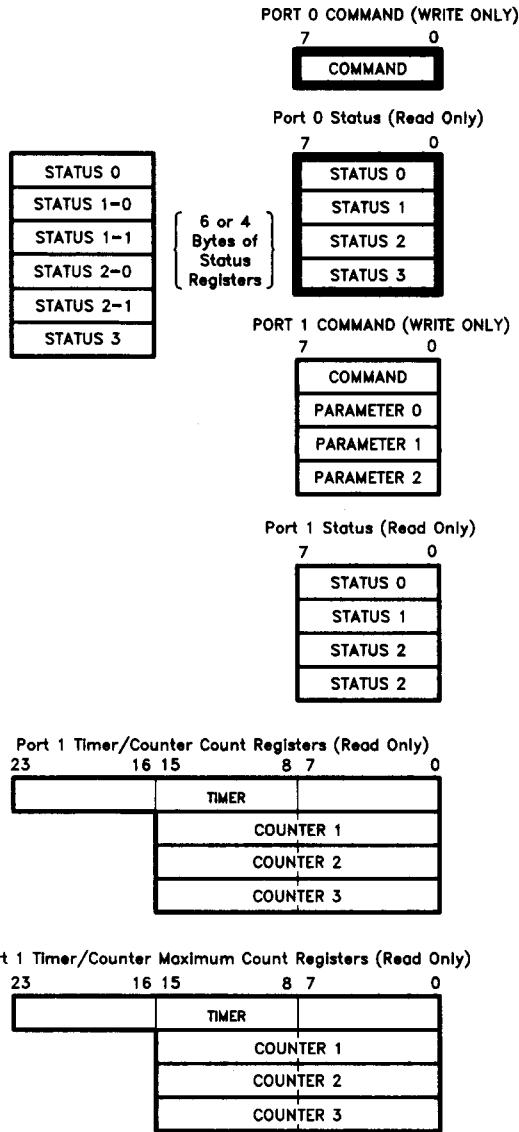 PORT 0 COMMAND (WRITE ONLY)
7 0
COMMAND
Port 0 Status (Read Only)
7 0
STATUS 0
STATUS 1-0
STATUS 1-1
STATUS 2-0
STATUS 2-1
STATUS 3
6 or 4
Bytes of
Status
Registers
STATUS 0
STATUS 1
STATUS 2
STATUS 3
PORT 1 COMMAND (WRITE ONLY)
7 0
COMMAND
PARAMETER 0
PARAMETER 1
PARAMETER 2
Port 1 Status (Read Only)
7 0
STATUS 0
STATUS 1
STATUS 2
STATUS 2
Port 1 Timer/Counter Count Registers (Read Only)
23 16 15 8 7 0
TIMER
COUNTER 1
COUNTER 2
COUNTER 3
rt 1 Timer/Counter Maximum Count Registers (Read Only)
23 16 15 8 7 0
TIMER
COUNTER 1
COUNTER 2
COUNTER 3